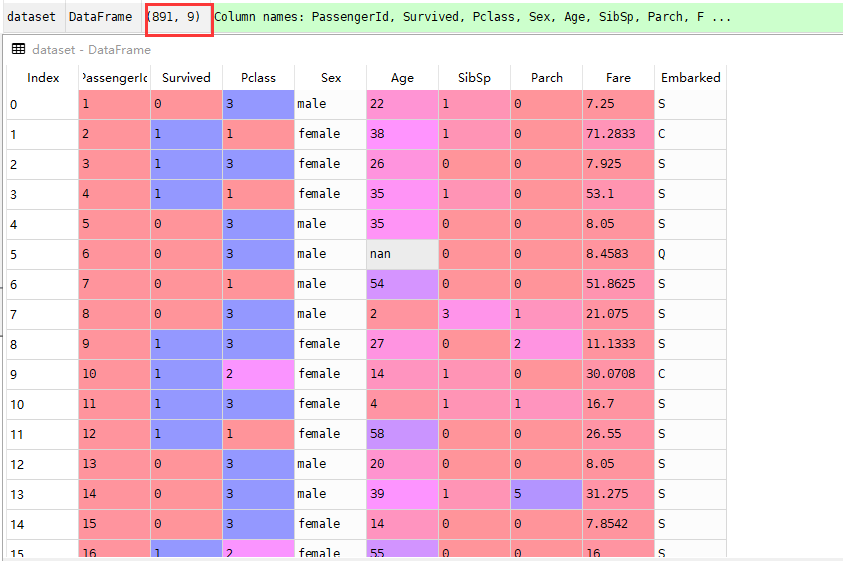 dataset DataFrame (891, 9) Column names: PassengerId, Survived, Pclass, Sex, Age, SibSp, Parch, F ...
dataset - DataFrame
Index PassengerId Survived Pclass Sex Age SibSp Parch Fare Embarked
0 1 0 3 male 22 1 0 7.25 S
1 2 1 1 female 38 1 0 71.2833 C
2 3 1 3 female 26 0 0 7.925 S
3 4 1 1 female 35 1 0 53.1 S
4 5 0 3 male 35 0 0 8.05 S
5 6 0 3 male nan 0 0 8.4583 Q
6 7 0 1 male 54 0 0 51.8625 S
7 8 0 3 male 2 3 1 21.075 S
8 9 1 3 female 27 0 2 11.1333 S
9 10 1 2 female 14 1 0 30.0708 C
10 11 1 3 female 4 1 1 16.7 S
11 12 1 1 female 58 0 0 26.55 S
12 13 0 3 male 20 0 0 8.05 S
13 14 0 3 male 39 1 5 31.275 S
14 15 0 3 female 14 0 0 7.8542 S
15 16 1 2 female 55 0 0 16 S